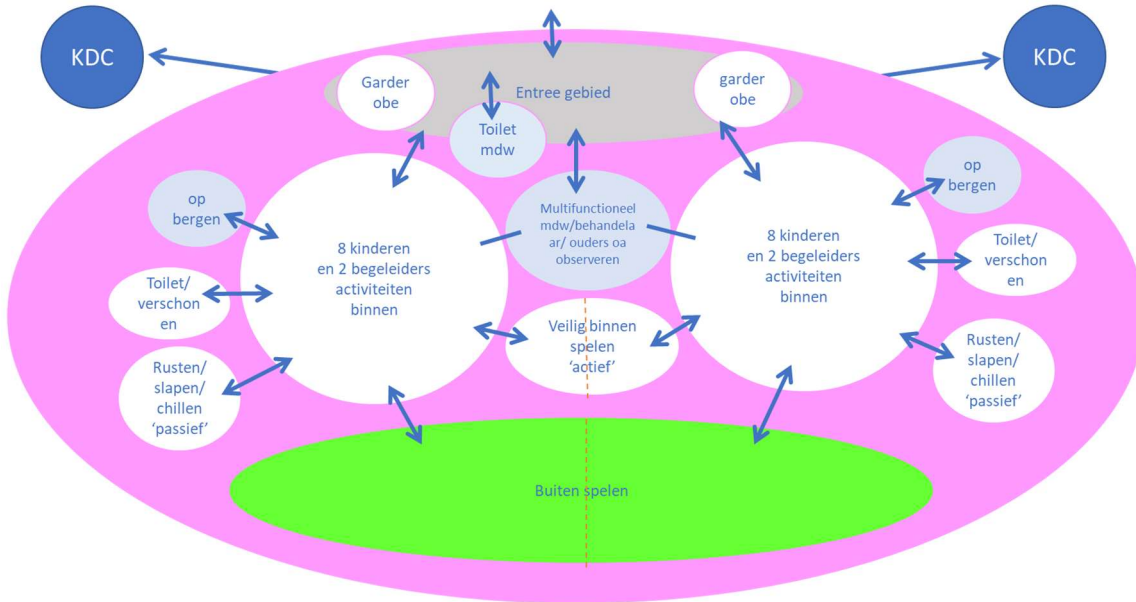 KDC
KDC
Garder
obe
Entree gebied
garder
obe
Toilet
mdw
op
bergen
8 kinderen
en 2 begeleiders
activiteiten
binnen
Multifunctioneel
mdw/behandela
ar/ ouders oa
observeren
8 kinderen
en 2 begeleiders
activiteiten
binnen
op
bergen
Toilet/
verschon
en
Toilet/
verschon
en
Veilig binnen
spelen
‘actief’
Rusten/
slapen/
chillen
‘passief’
Rusten/
slapen/
chillen
‘passief’
Buiten spelen